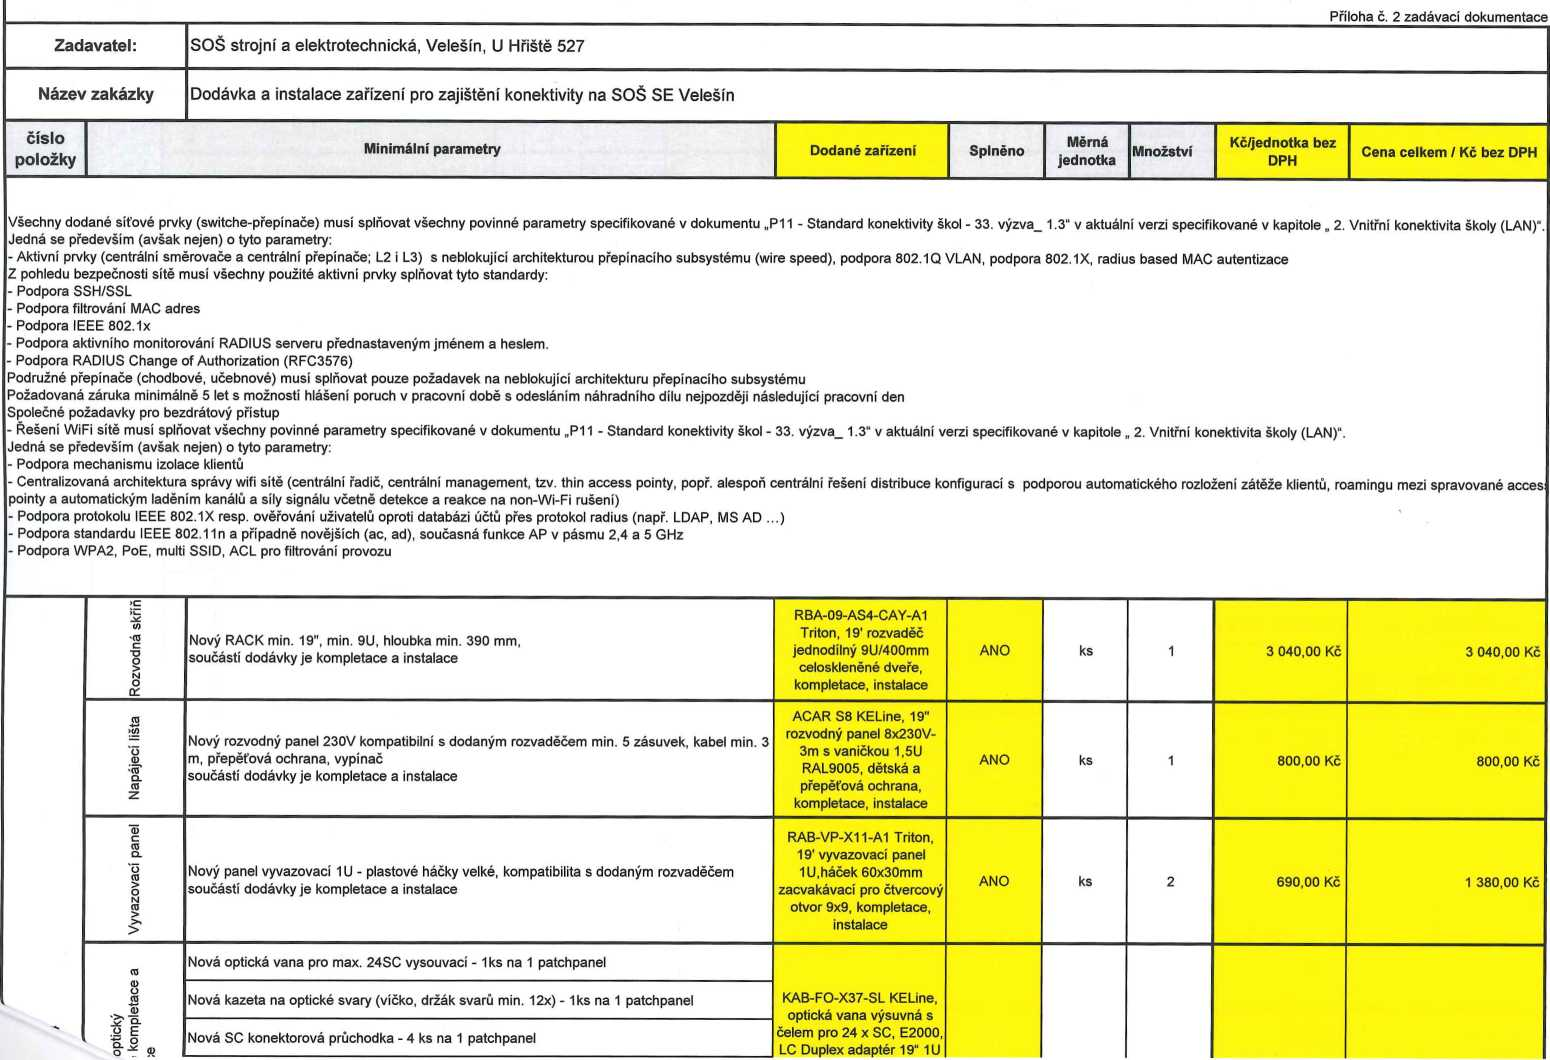 Příloha č. 2 zadávací dokumentace
Zadavatel:
SOŠ strojní a elektrotechnická, Velešín, U Hřiště 527
Název zakázky
Dodávka a instalace zařízení pro zajištění konektivity na SOŠ SE Velešín
číslo
položky
Minimální parametry
Dodané zařízení
Splněno
Měrná
jednotka
Množství
Kč/jednotka bez
DPH
Cena celkem / Kč bez DPH
Všechny dodané síťové prvky (switche-přepínače) musí splňovat všechny povinné parametry specifikované v dokumentu „P11 - Standard konektivity škol - 33. výzva_ 1.3“ v aktuální verzi specifikované v kapitole „ 2. Vnitřní konektivita školy (LAN)“.
Jedná se především (avšak nejen) o tyto parametry:
- Aktivní prvky (centrální směrovače a centrální přepínače; L2 i L3)  s neblokující architekturou přepínacího subsystému (wire speed), podpora 802.1Q VLAN, podpora 802.1X, radius based MAC autentizace
Z pohledu bezpečnosti sítě musí všechny použité aktivní prvky splňovat tyto standardy:
- Podpora SSH/SSL
- Podpora filtrování MAC adres
- Podpora IEEE 802.1x
- Podpora aktivního monitorování RADIUS serveru přednastaveným jménem a heslem.
- Podpora RADIUS Change of Authorization (RFC3576)
Podružné přepínače (chodbové, učebnové) musí splňovat pouze požadavek na neblokující architekturu přepínacího subsystému
Požadovaná záruka minimálně 5 let s možností hlášení poruch v pracovní době s odesláním náhradního dílu nejpozději následující pracovní den
Společné požadavky pro bezdrátový přístup
- Řešení WiFi sítě musí splňovat všechny povinné parametry specifikované v dokumentu „P11 - Standard konektivity škol - 33. výzva_ 1.3“ v aktuální verzi specifikované v kapitole „ 2. Vnitřní konektivita školy (LAN)“.
Jedná se především (avšak nejen) o tyto parametry:
- Podpora mechanismu izolace klientů
- Centralizovaná architektura správy wifi sítě (centrální řadič, centrální management, tzv. thin access pointy, popř. alespoň centrální řešení distribuce konfigurací s  podporou automatického rozložení zátěže klientů, roamingu mezi spravované access
pointy a automatickým laděním kanálů a síly signálu včetně detekce a reakce na non-Wi-Fi rušení)
- Podpora protokolu IEEE 802.1X resp. ověřování uživatelů oproti databázi účtů přes protokol radius (např. LDAP, MS AD …)
- Podpora standardu IEEE 802.11n a případně novějších (ac, ad), současná funkce AP v pásmu 2,4 a 5 GHz
- Podpora WPA2, PoE, multi SSID, ACL pro filtrování provozu
Rozvodná skříň
Nový RACK min. 19", min. 9U, hloubka min. 390 mm,
součástí dodávky je kompletace a instalace
RBA-09-AS4-CAY-A1
Triton, 19' rozvaděč
jednodílný 9U/400mm
celoskleněné dveře,
kompletace, instalace
ANO
ks
1
3 040,00 Kč
3 040,00 Kč
Napájecí lišta
Nový rozvodný panel 230V kompatibilní s dodaným rozvaděčem min. 5 zásuvek, kabel min. 3
m, přepěťová ochrana, vypínač
součástí dodávky je kompletace a instalace
ACAR S8 KELine, 19"
rozvodný panel 8x230V-
3m s vaničkou 1,5U
RAL9005, dětská a
přepěťová ochrana,
kompletace, instalace
ANO
ks
1
800,00 Kč
800,00 Kč
Vyvazovací panel
Nový panel vyvazovací 1U - plastové háčky velké, kompatibilita s dodaným rozvaděčem
součástí dodávky je kompletace a instalace
RAB-VP-X11-A1 Triton,
19' vyvazovací panel
1U,háček 60x30mm
zacvakávací pro čtvercový
otvor 9x9, kompletace,
instalace
ANO
ks
2
690,00 Kč
1 380,00 Kč
optický
kompletace a
Nová optická vana pro max. 24SC vysouvací - 1ks na 1 patchpanel
Nová kazeta na optické svary (víčko, držák svarů min. 12x) - 1ks na 1 patchpanel
Nová SC konektorová průchodka - 4 ks na 1 patchpanel
KAB-FO-X37-SL KELine,
optická vana výsuvná s
čelem pro 24 x SC, E2000,
LC Duplex adaptér 19" 1U